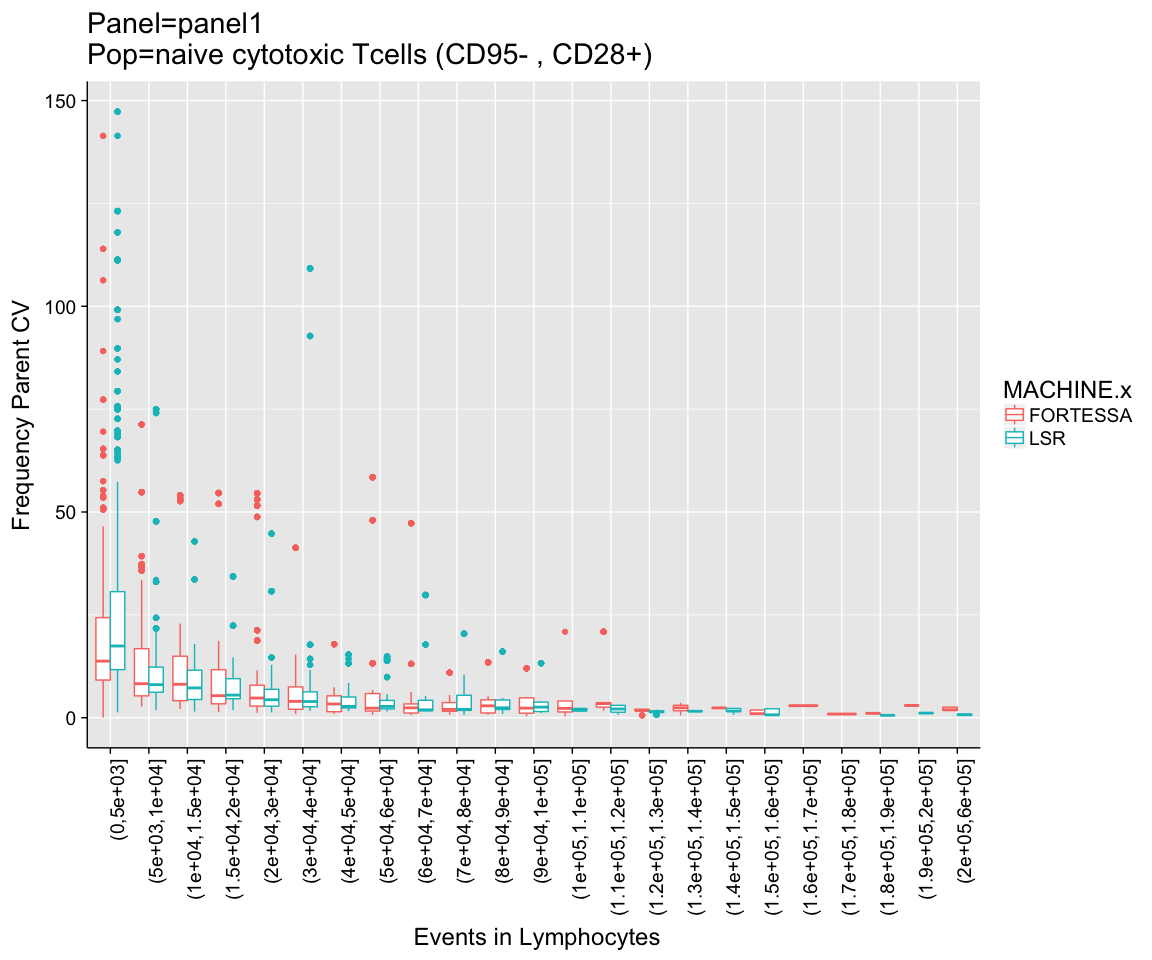 Panel=panel1
Pop=naive cytotoxic Tcells (CD95- , CD28+)
150
100
50
0
Frequency Parent CV
(0,5e+03]
(5e+03,1e+04]
(1e+04,1.5e+04]
(1.5e+04,2e+04]
(2e+04,3e+04]
(3e+04,4e+04]
(4e+04,5e+04]
(5e+04,6e+04]
(6e+04,7e+04]
(7e+04,8e+04]
(8e+04,9e+04]
(9e+04,1e+05]
(1e+05,1.1e+05]
(1.1e+05,1.2e+05]
(1.2e+05,1.3e+05]
(1.3e+05,1.4e+05]
(1.4e+05,1.5e+05]
(1.5e+05,1.6e+05]
(1.6e+05,1.7e+05]
(1.7e+05,1.8e+05]
(1.8e+05,1.9e+05]
(1.9e+05,2e+05]
(2e+05,6e+05]
Events in Lymphocytes
MACHINE.x
FORTESSA
LSR